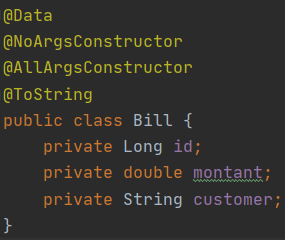 @Data
@NoArgsConstructor
@AllArgsConstructor
@ToString
public class Bill {
    private Long id;
    private double montant;
    private String customer;
}